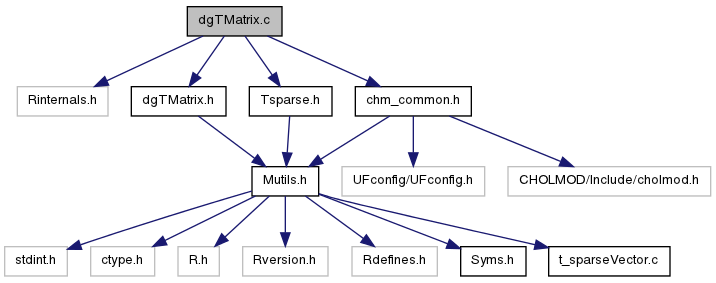 dgTMatrix.c
Rinternals.h
dgTMatrix.h
Tsparse.h
chm_common.h
Mutils.h
UFconfig/UFconfig.h
CHOLMOD/Include/cholmod.h
stdint.h
ctype.h
R.h
Rversion.h
Rdefines.h
Syms.h
t_sparseVector.c